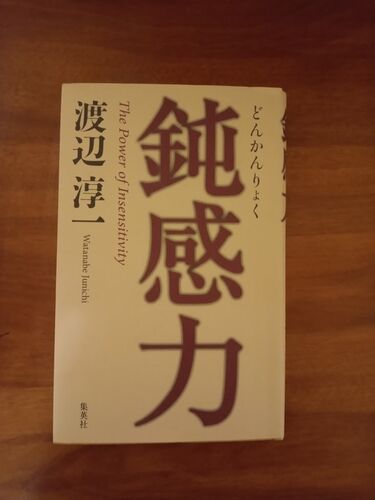 どんかんりょく
鈍感力
The Power of Insensitivity
渡辺淳一
Watanabe Junichi
集英社